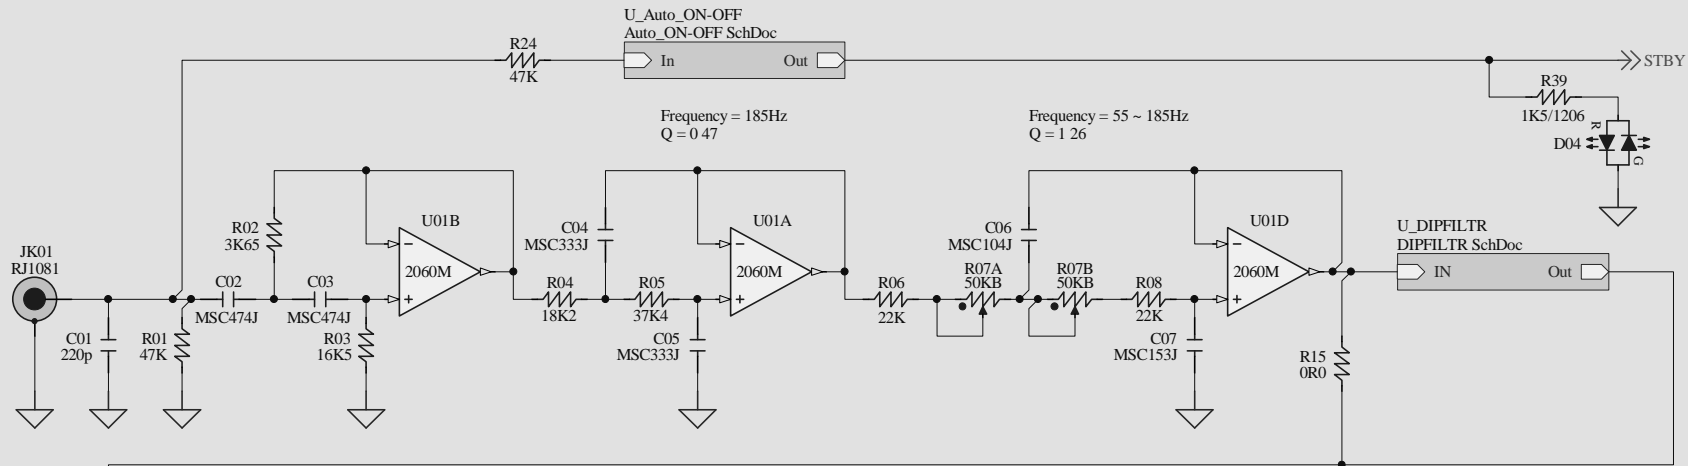 U_Auto_ON-OFF
Auto_ON-OFF SchDoc
R24
47K
In
Out
STBY
R39
1K5/1206
R
D04
G
Frequency = 185Hz
Q = 0 47
Frequency = 55 ~ 185Hz
Q = 1 26
JK01
RJ1081
C01
220p
R01
47K
C02
MSC474J
R02
3K65
C03
MSC474J
R03
16K5
U01B
2060M
−
+
R04
18K2
C04
MSC333J
R05
37K4
C05
MSC333J
U01A
2060M
−
+
R06
22K
R07A
50KB
C06
MSC104J
R07B
50KB
R08
22K
C07
MSC153J
U01D
2060M
−
+
R15
0R0
U_DIPFILTR
DIPFILTR SchDoc
IN
Out